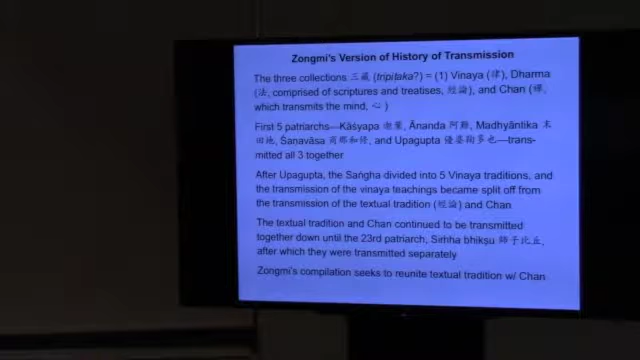 Zongmi's Version of History of Transmission
The three collections 三藏 (tripiṭaka?) = (1) Vinaya (律), Dharma
(法, comprised of scriptures and treatises, 經論), and Chan (禪,
which transmits the mind, 心 )
First 5 patriarchs—Kāśyapa 迦葉, Ānanda 阿難, Madhyāntika 末
田地, Śaṇavāsa 商那和修, and Upagupta 優婆鞠多也—trans-
mitted all 3 together
After Upagupta, the Saṅgha divided into 5 Vinaya traditions, and
the transmission of the vinaya teachings became split off from
the transmission of the textual tradition (經論) and Chan
The textual tradition and Chan continued to be transmitted
together down until the 23rd patriarch, Siṃha bhikṣu 師子比丘,
after which they were transmitted separately
Zongmi's compilation seeks to reunite textual tradition w/ Chan